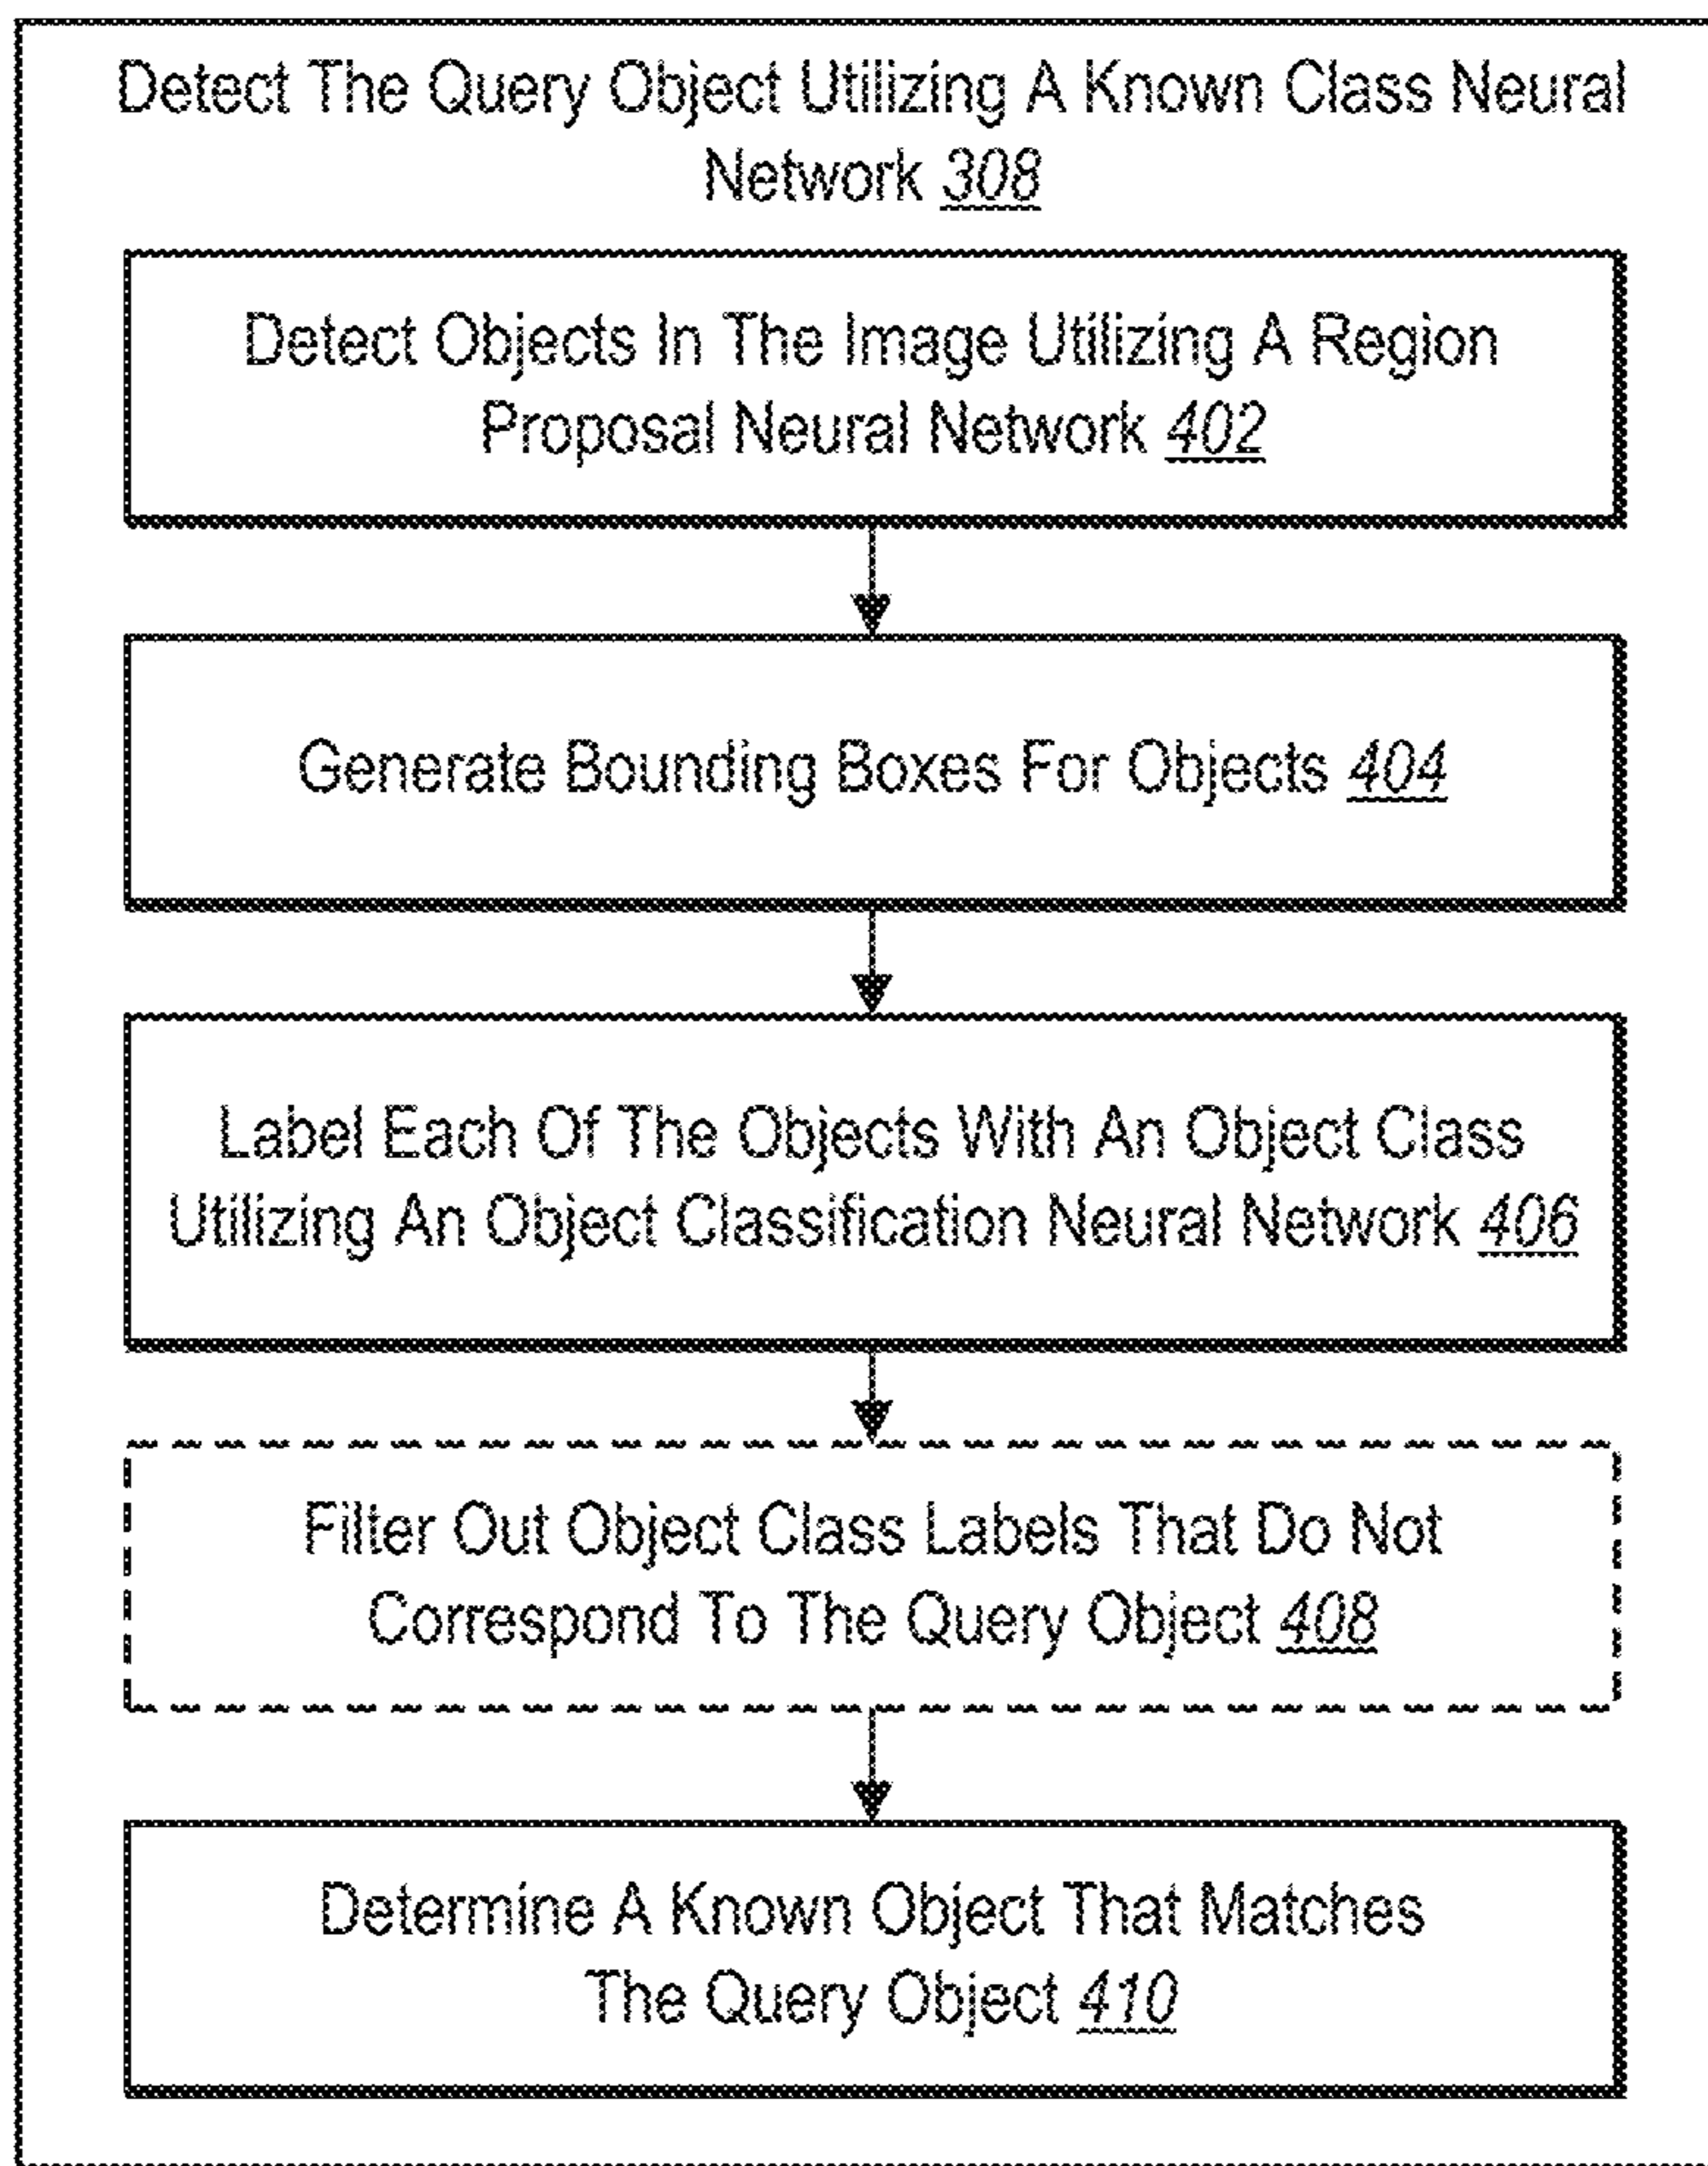 Detect The Query Object Utilizing A Known Class Neural
Network 308
Detect Objects In The Image Utilizing A Region
Proposal Neural Network 402
Generate Bounding Boxes For Objects 404
Label Each Of The Objects With An Object Class
Utilizing An Object Classification Neural Network 406
Filter Out Object Class Labels That Do Not
Correspond To The Query Object 408
Determine A Known Object That Matches
The Query Object 410